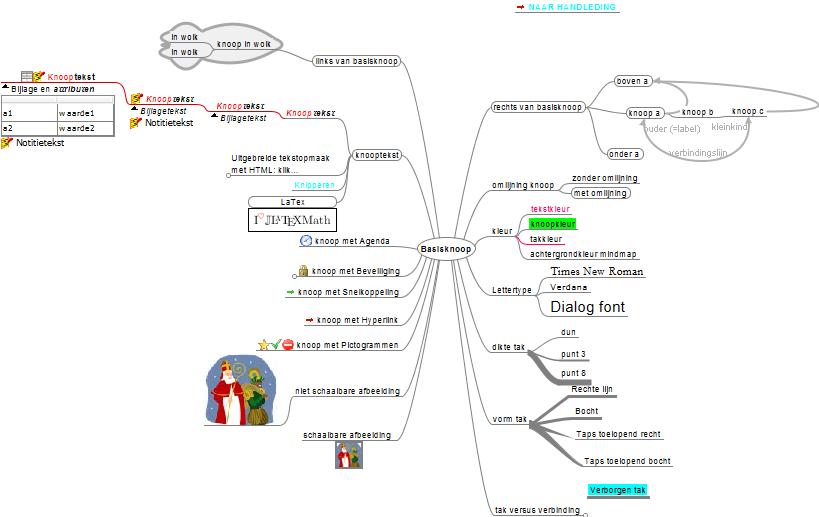 NAAR HANDLEIDING
in wolk
in wolk
knoop in wolk
links van basisknoop
Knooptekst
Bijlage en attributen
a1 waarde1
a2 waarde2
Notitietekst
Knooptekst
Bijlagetekst
Notitietekst
Knooptekst
Bijlagetekst
Knooptekst
knooptekst
Uitgebreide tekstopmaak
met HTML: klik...
Knipperen
LaTex
I♡JLATEXMath
knoop met Agenda
knoop met Beveiliging
knoop met Snelkoppeling
knoop met Hyperlink
knoop met Pictogrammen
niet schaalbare afbeelding
schaalbare afbeelding
Basisknoop
rechts van basisknoop
boven a
knoop a
knoop b
knoop c
ouder (=label)
kleinkind
verbindingslijn
onder a
omlijning knoop
zonder omlijning
met omlijning
kleur
tekstkleur
knoopkleur
takkleur
achtergrondkleur mindmap
Lettertype
Times New Roman
Verdana
Dialog font
dikte tak
dun
punt 3
punt 8
vorm tak
Rechte lijn
Bocht
Taps toelopend recht
Taps toelopend bocht
Verborgen tak
tak versus verbinding